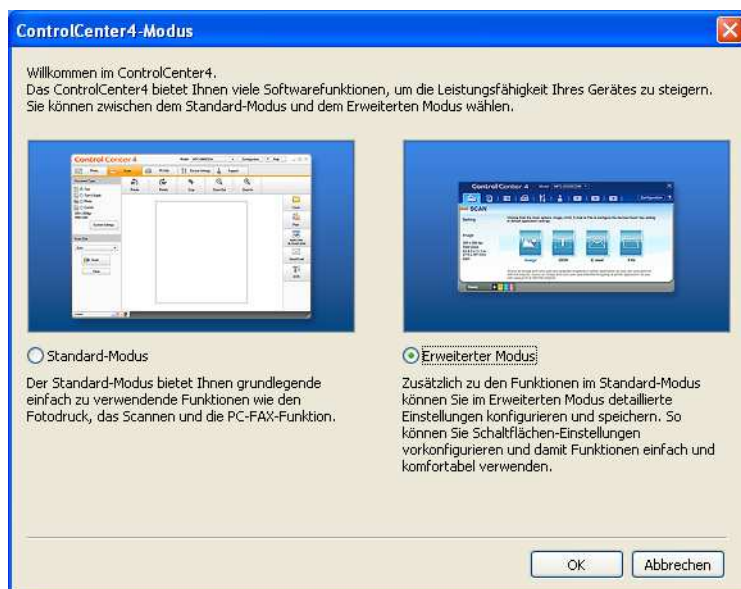 ControlCenter4-Modus
Willkommen im ControlCenter4.
Das ControlCenter4 bietet Ihnen viele Softwarefunktionen, um die Leistungsfähigkeit Ihres Gerätes zu steigern.
Sie können zwischen dem Standard-Modus und dem Erweiterten Modus wählen.
Control Center 4
Control Center 4
SCAN
Image
OCR
E-mail
File
Standard-Modus
Der Standard-Modus bietet Ihnen grundlegende
einfach zu verwendende Funktionen wie den
Fotodruck, das Scannen und die PC-FAX-Funktion.
Erweiterter Modus
Zusätzlich zu den Funktionen im Standard-Modus
können Sie im Erweiterten Modus detaillierte
Einstellungen konfigurieren und speichern. So
können Sie Schaltflächen-Einstellungen
vorkonfigurieren und damit Funktionen einfach und
komfortabel verwenden.
OK
Abbrechen